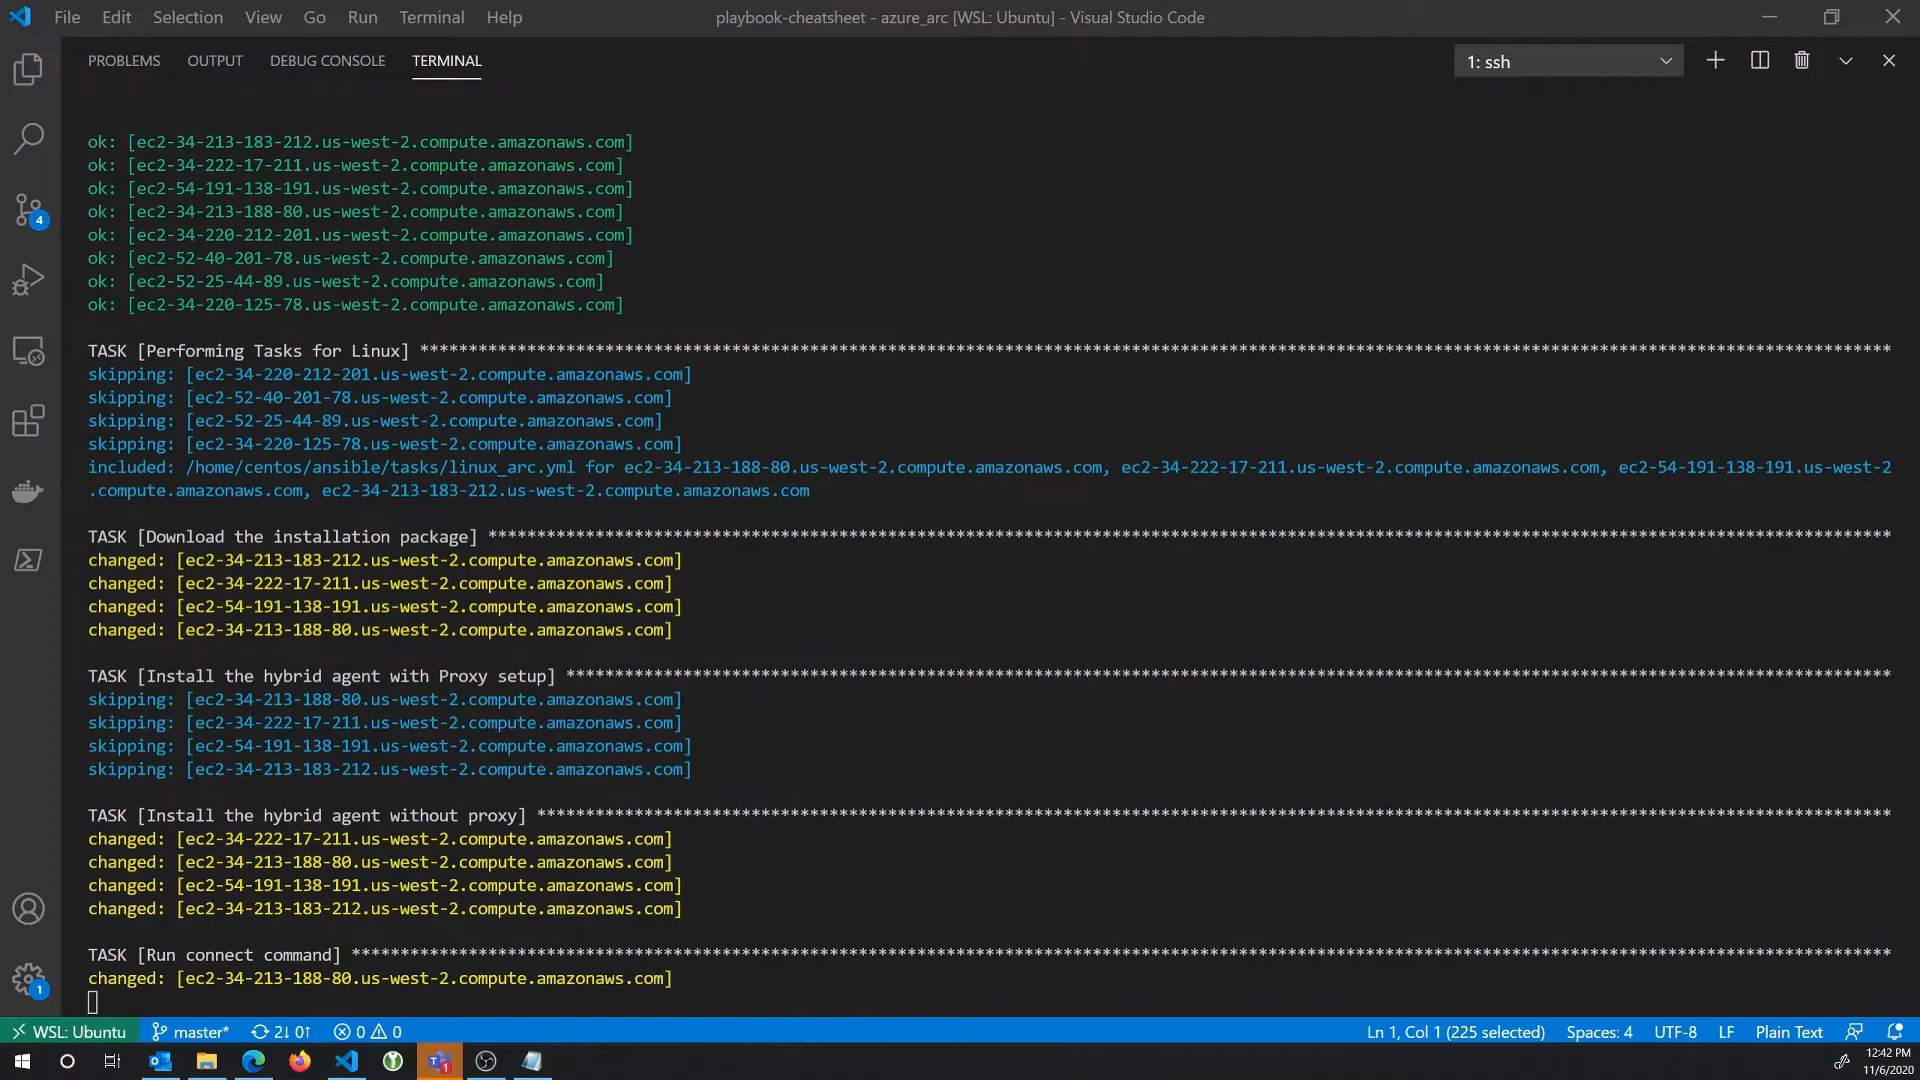 File Edit Selection View Go Run Terminal Help
playbook-cheatsheet - azure_arc [WSL: Ubuntu] - Visual Studio Code
PROBLEMS OUTPUT DEBUG CONSOLE TERMINAL
1: ssh
ok: [ec2-34-213-183-212.us-west-2.compute.amazonaws.com]
ok: [ec2-34-222-17-211.us-west-2.compute.amazonaws.com]
ok: [ec2-54-191-138-191.us-west-2.compute.amazonaws.com]
ok: [ec2-34-213-188-80.us-west-2.compute.amazonaws.com]
ok: [ec2-34-220-212-201.us-west-2.compute.amazonaws.com]
ok: [ec2-52-40-201-78.us-west-2.compute.amazonaws.com]
ok: [ec2-52-25-44-89.us-west-2.compute.amazonaws.com]
ok: [ec2-34-220-125-78.us-west-2.compute.amazonaws.com]
TASK [Performing Tasks for Linux] *******************************************************************************************************************************************************
skipping: [ec2-34-220-212-201.us-west-2.compute.amazonaws.com]
skipping: [ec2-52-40-201-78.us-west-2.compute.amazonaws.com]
skipping: [ec2-52-25-44-89.us-west-2.compute.amazonaws.com]
skipping: [ec2-34-220-125-78.us-west-2.compute.amazonaws.com]
included: /home/centos/ansible/tasks/linux_arc.yml for ec2-34-213-188-80.us-west-2.compute.amazonaws.com, ec2-34-222-17-211.us-west-2.compute.amazonaws.com, ec2-54-191-138-191.us-west-2
.compute.amazonaws.com, ec2-34-213-183-212.us-west-2.compute.amazonaws.com
TASK [Download the installation package] ************************************************************************************************************************************************
changed: [ec2-34-213-183-212.us-west-2.compute.amazonaws.com]
changed: [ec2-34-222-17-211.us-west-2.compute.amazonaws.com]
changed: [ec2-54-191-138-191.us-west-2.compute.amazonaws.com]
changed: [ec2-34-213-188-80.us-west-2.compute.amazonaws.com]
TASK [Install the hybrid agent with Proxy setup] ****************************************************************************************************************************************
skipping: [ec2-34-213-188-80.us-west-2.compute.amazonaws.com]
skipping: [ec2-34-222-17-211.us-west-2.compute.amazonaws.com]
skipping: [ec2-54-191-138-191.us-west-2.compute.amazonaws.com]
skipping: [ec2-34-213-183-212.us-west-2.compute.amazonaws.com]
TASK [Install the hybrid agent without proxy] *******************************************************************************************************************************************
changed: [ec2-34-222-17-211.us-west-2.compute.amazonaws.com]
changed: [ec2-34-213-188-80.us-west-2.compute.amazonaws.com]
changed: [ec2-54-191-138-191.us-west-2.compute.amazonaws.com]
changed: [ec2-34-213-183-212.us-west-2.compute.amazonaws.com]
TASK [Run connect command] **************************************************************************************************************************************************************
changed: [ec2-34-213-188-80.us-west-2.compute.amazonaws.com]
4
1
WSL: Ubuntu master* 2↓ 0↑ 0 0
Ln 1, Col 1 (225 selected) Spaces: 4 UTF-8 LF Plain Text
12:42 PM
11/6/2020